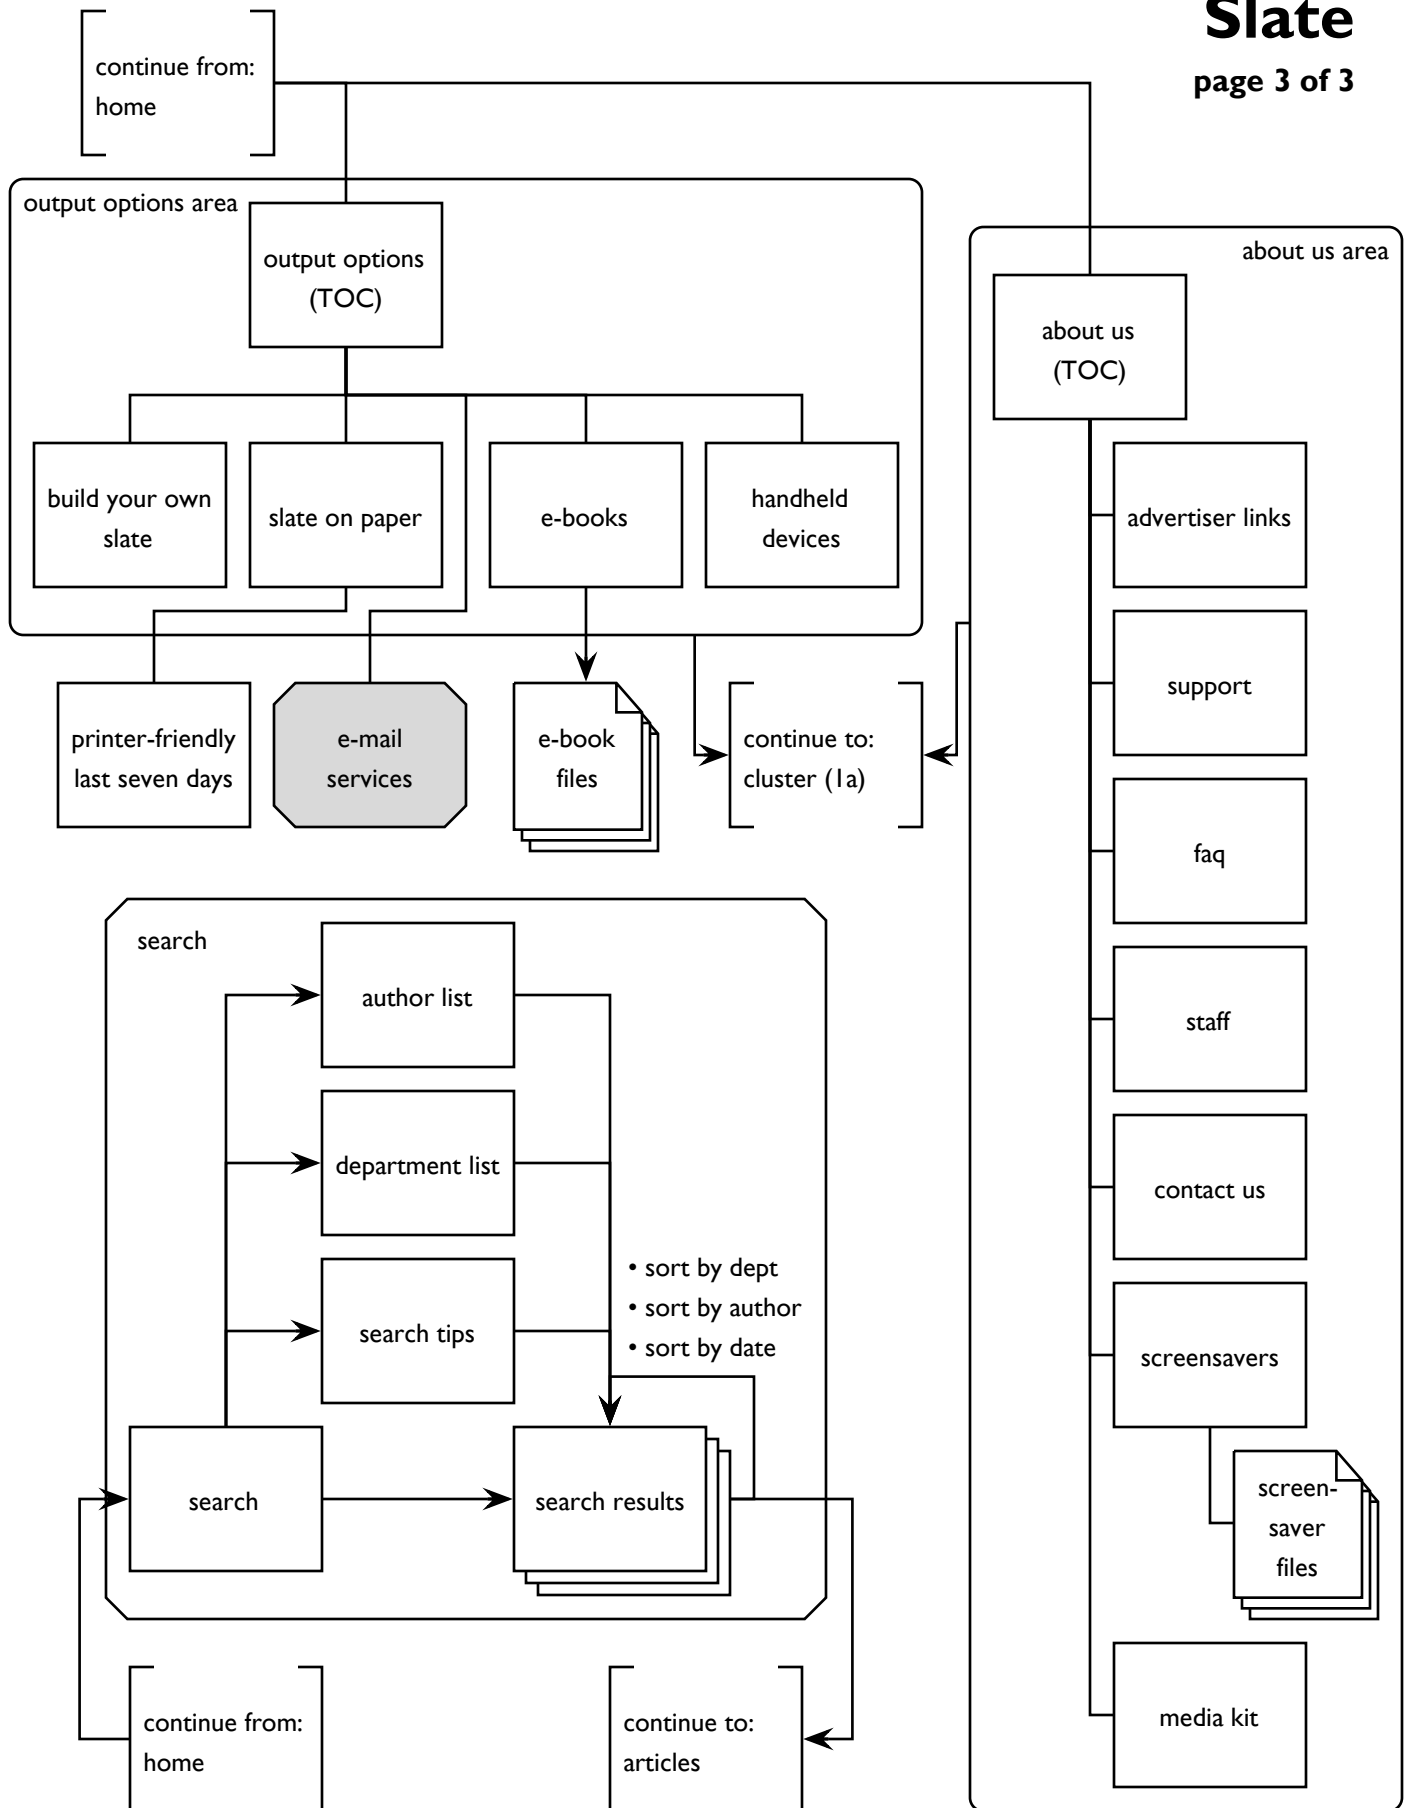 Slate
page 3 of 3
continue from:
home
output options area
output options
(TOC)
build your own
slate
slate on paper
e-books
handheld
devices
printer-friendly
last seven days
e-mail
services
e-book
files
continue to:
cluster (1a)
about us area
about us
(TOC)
advertiser links
support
faq
staff
contact us
screensavers
screen-
saver
files
media kit
search
author list
department list
search tips
• sort by dept
• sort by author
• sort by date
search
search results
continue from:
home
continue to:
articles